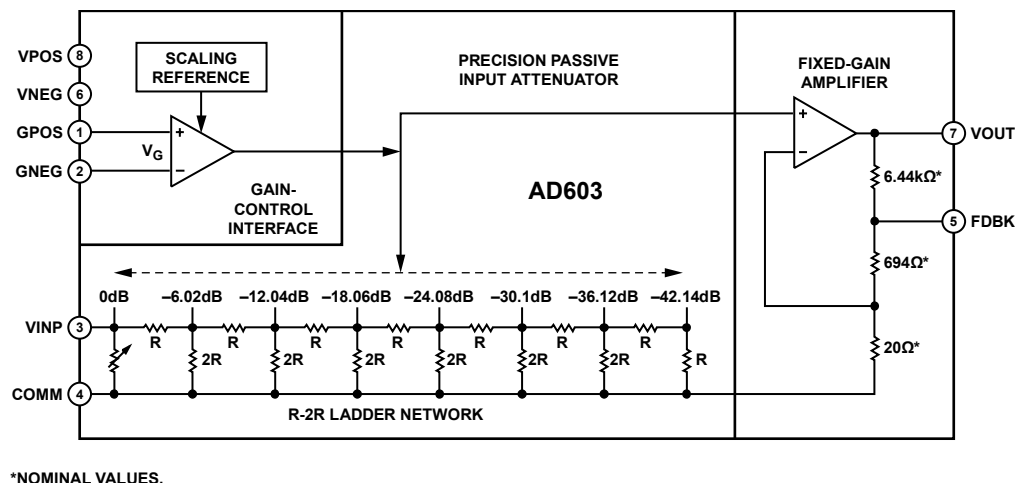 VPOS 8
VNEG 6
GPOS 1
GNEG 2
SCALING
REFERENCE
+
VG
–
GAIN-
CONTROL
INTERFACE
PRECISION PASSIVE
INPUT ATTENUATOR
AD603
FIXED-GAIN
AMPLIFIER
+
–
7 VOUT
6.44kΩ*
5 FDBK
694Ω*
20Ω*
0dB –6.02dB –12.04dB –18.06dB –24.08dB –30.1dB –36.12dB –42.14dB
VINP 3
R R R R R R R
2R 2R 2R 2R 2R 2R R
COMM 4
R-2R LADDER NETWORK
*NOMINAL VALUES.